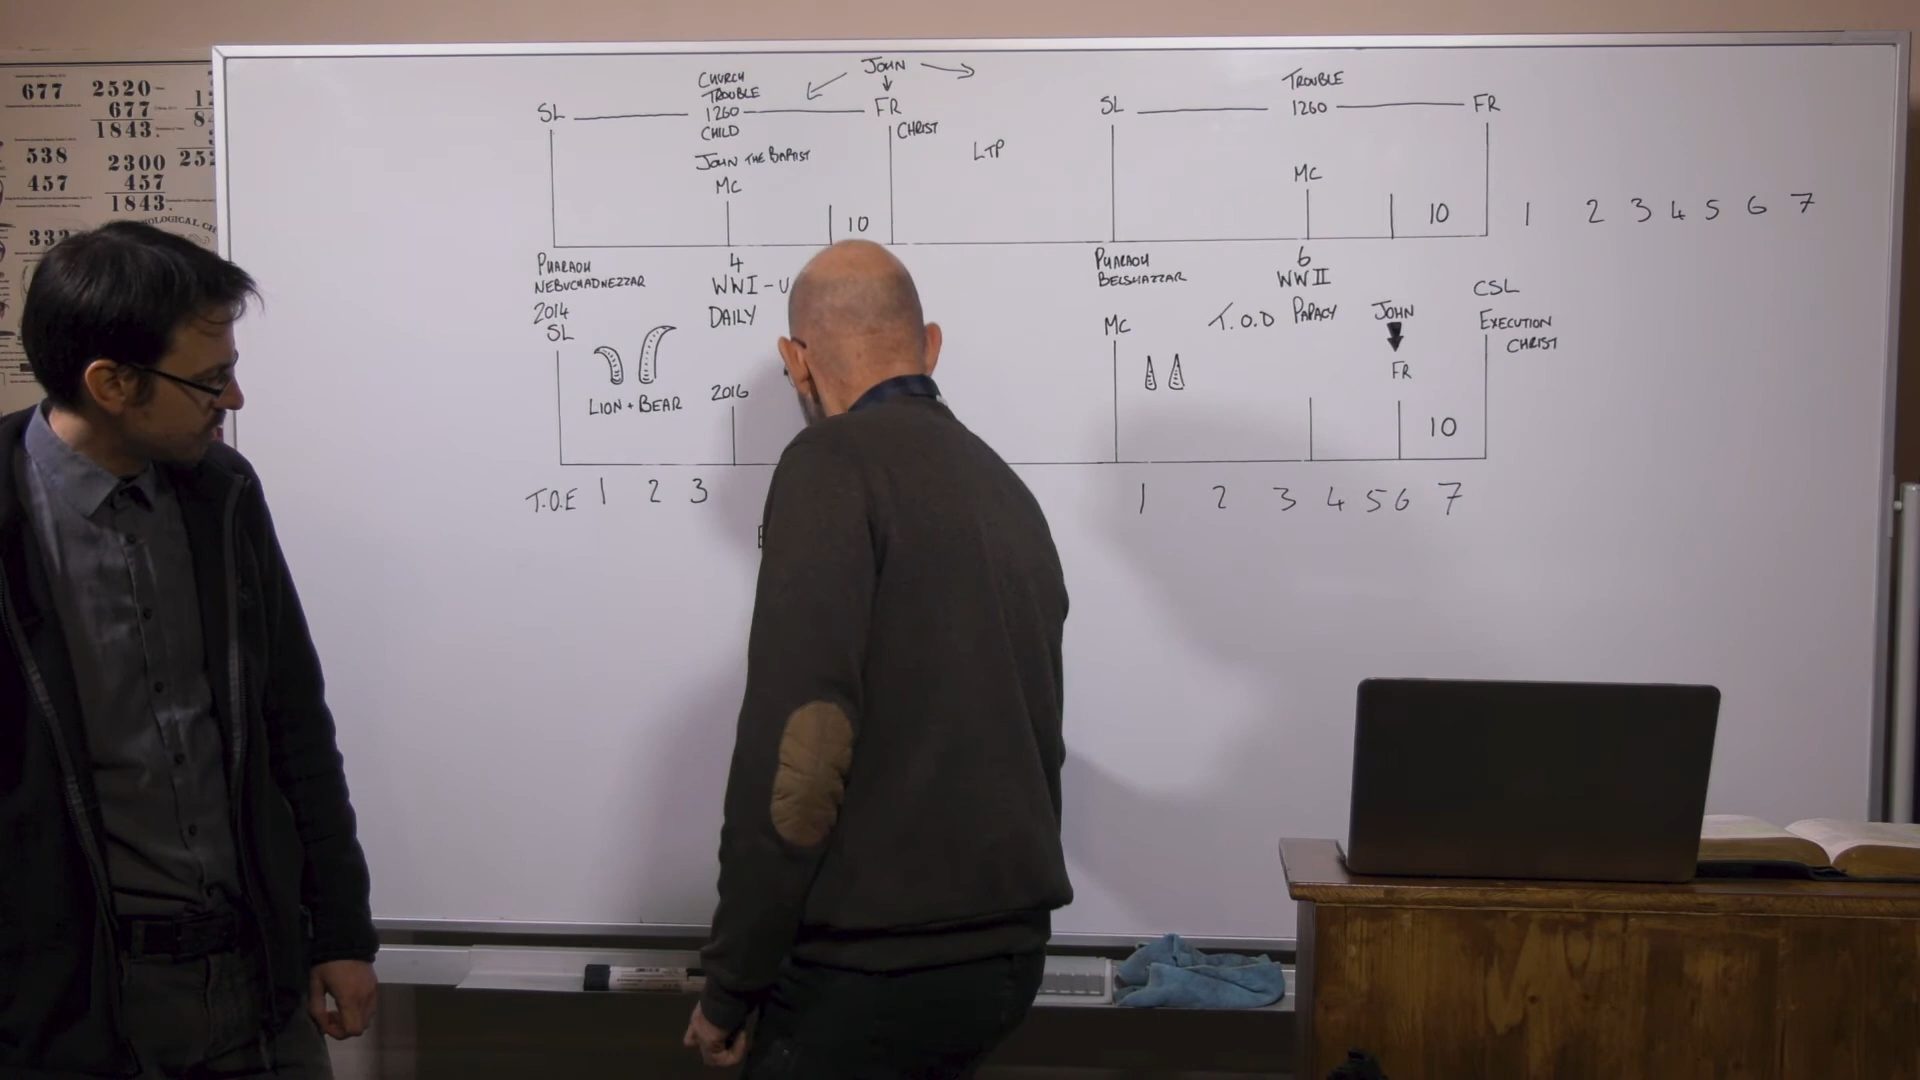 677 2520
677
1843.
538 2300
457 457
1843.
JOHN
CHURCH
TROUBLE
SL 1260 FR
CHILD CHRIST
JOHN THE BAPTIST
MC
10
LTP
TROUBLE
SL 1260 FR
MC
10 1 2 3 4 5 6 7
PHARAOH 4
NEBUCHADNEZZAR WWI-U
2014 DAILY
SL
LION + BEAR 2016
T.O.E 1 2 3
PHARAOH 6
BELSHAZZAR WWII
MC T.O.D PAPACY JOHN
FR
CSL
EXECUTION
CHRIST
10
1 2 3 4 5 6 7